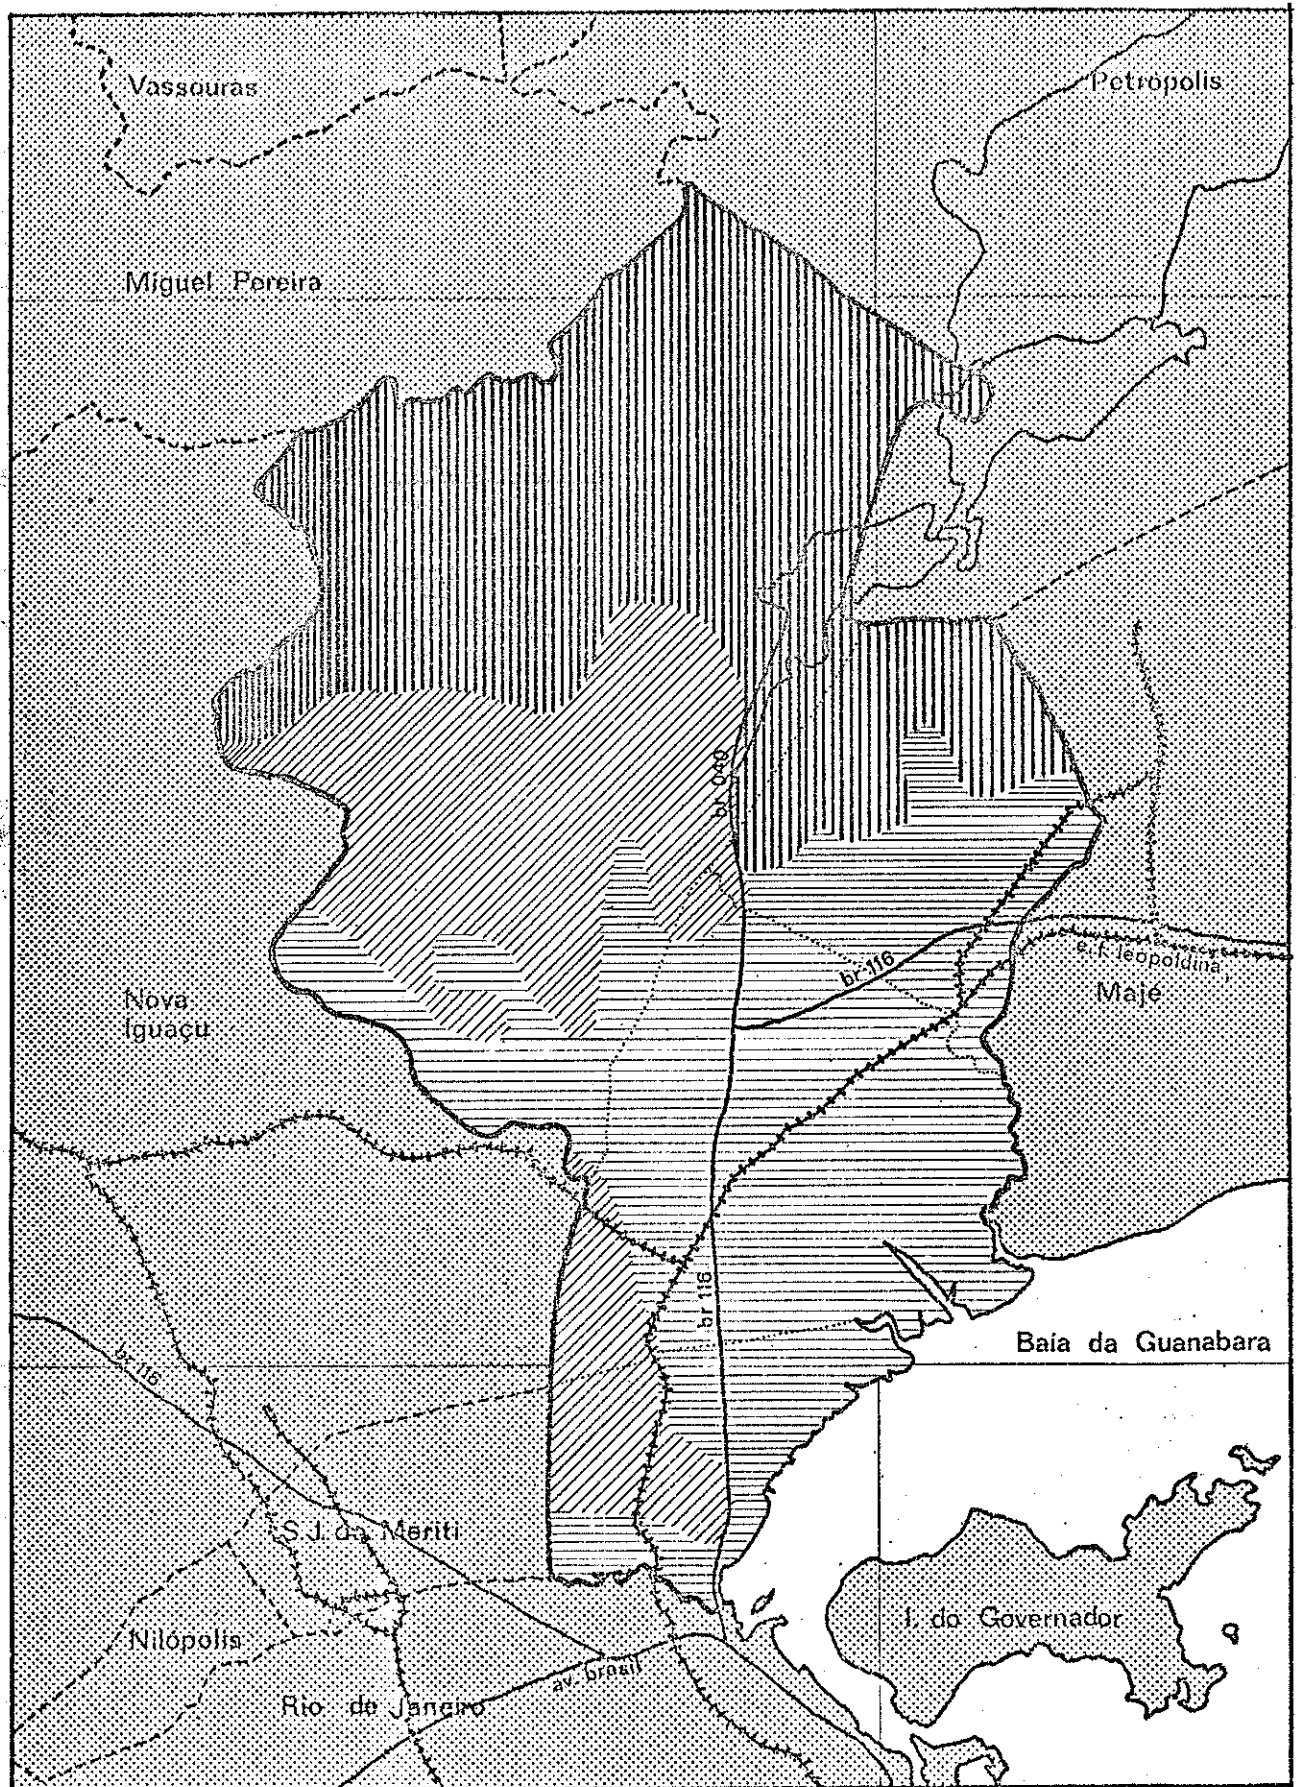 Vassouras
Petrópolis
Miguel Pereira
br 040
br 116
e.f. leopoldina
Majé
Nova
Iguaçu
br 116
Baía da Guanabara
br 116
S.J. de Meriti
I. do Governador
Nilópolis
av. brasil
Rio de Janeiro